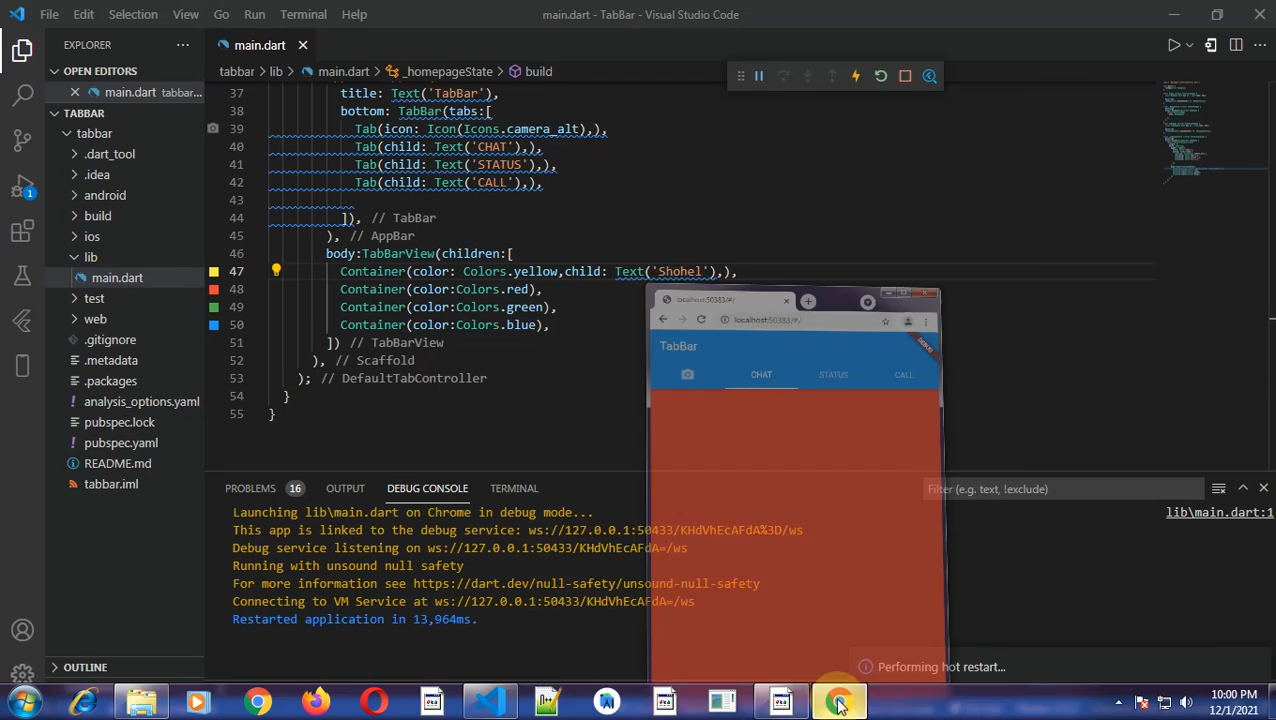 File Edit Selection View Go Run Terminal Help main.dart - TabBar - Visual Studio Code
EXPLORER
main.dart
OPEN EDITORS
tabbar > lib > main.dart > _homepageState > build
main.dart tabbar...
TABBAR
tabbar
.dart_tool
.idea
android
build
ios
lib
main.dart
test
web
.gitignore
.metadata
.packages
analysis_options.yaml
pubspec.lock
pubspec.yaml
README.md
tabbar.iml
OUTLINE
1
37 title: Text('TabBar'),
38 bottom: TabBar(tabs:[
39 Tab(icon: Icon(Icons.camera_alt),),
40 Tab(child: Text('CHAT'),),
41 Tab(child: Text('STATUS'),),
42 Tab(child: Text('CALL'),),
43
44 ]), // TabBar
45 ), // AppBar
46 body:TabBarView(children:[
47 Container(color: Colors.yellow,child: Text('Shohel'),),
48 Container(color:Colors.red),
49 Container(color:Colors.green),
50 Container(color:Colors.blue),
51 ]) // TabBarView
52 ), // Scaffold
53 ); // DefaultTabController
54 }
55 }
localhost:50383/#/
localhost:50383/#/
TabBar
DEBUG
CHAT STATUS CALL
PROBLEMS 16 OUTPUT DEBUG CONSOLE TERMINAL Filter (e.g. text, !exclude)
Launching lib\main.dart on Chrome in debug mode... lib\main.dart:1
This app is linked to the debug service: ws://127.0.0.1:50433/KHdVhEcAFdA%3D/ws
Debug service listening on ws://127.0.0.1:50433/KHdVhEcAFdA=/ws
Running with unsound null safety
For more information see https://dart.dev/null-safety/unsound-null-safety
Connecting to VM Service at ws://127.0.0.1:50433/KHdVhEcAFdA=/ws
Restarted application in 13,964ms.
Performing hot restart...
10:00 PM
12/1/2021